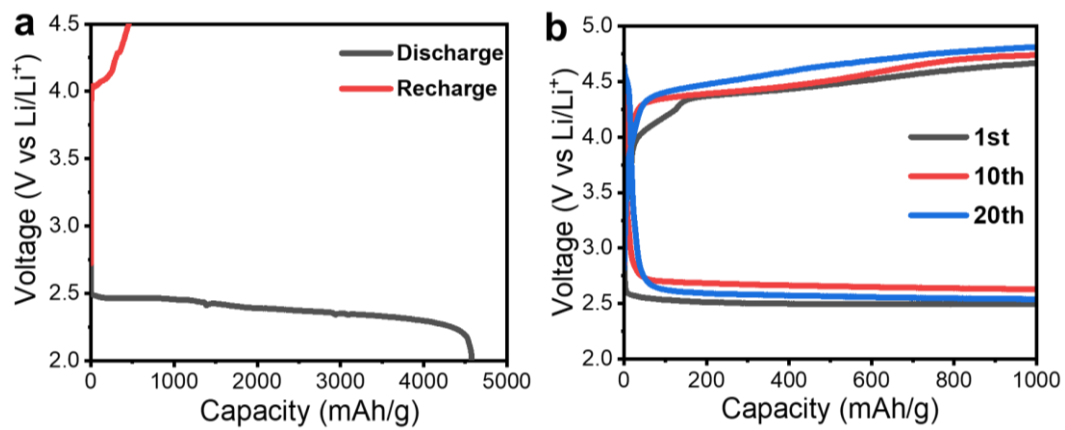 a
4.5
4.0
3.5
3.0
2.5
2.0
Voltage (V vs Li/Li+)
Discharge
Recharge
0 1000 2000 3000 4000 5000
Capacity (mAh/g)
b
5.0
4.5
4.0
3.5
3.0
2.5
2.0
Voltage (V vs Li/Li+)
1st
10th
20th
0 200 400 600 800 1000
Capacity (mAh/g)